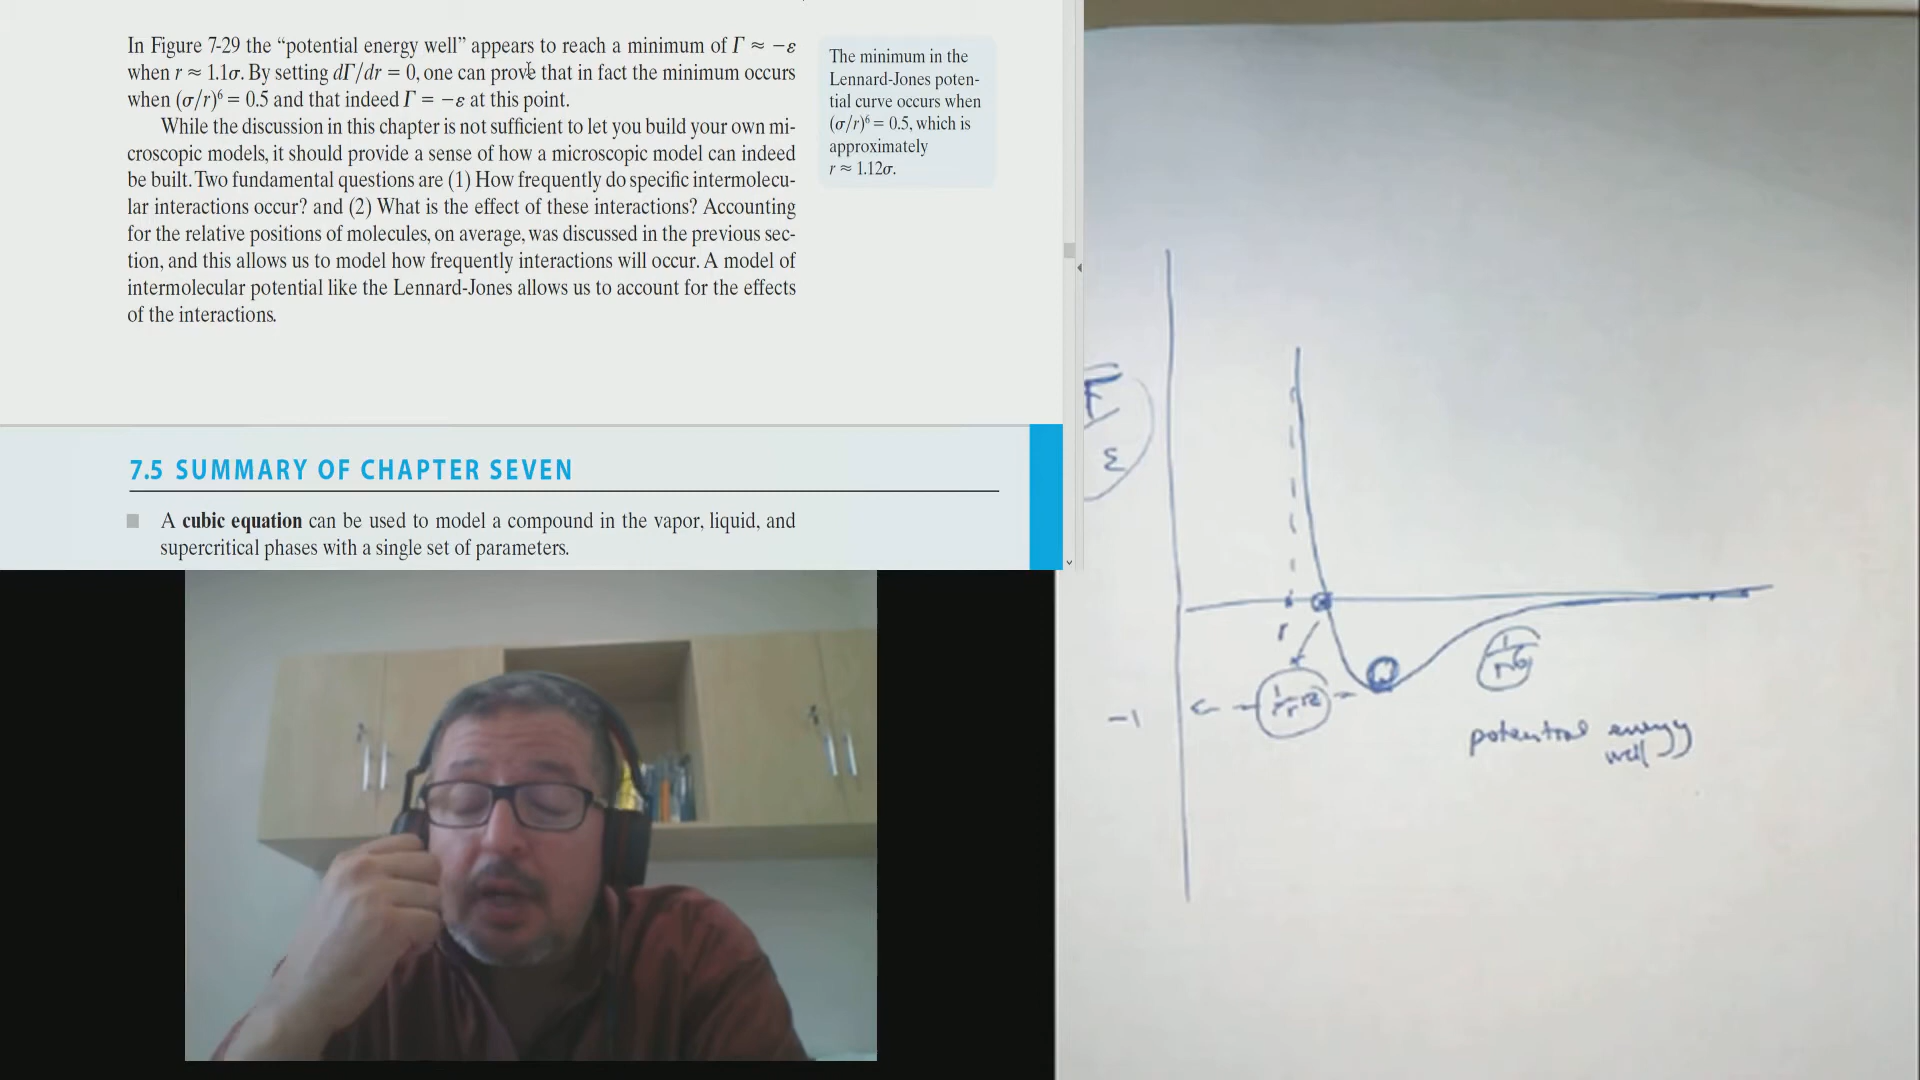 In Figure 7-29 the “potential energy well” appears to reach a minimum of Γ ≈ −ε
when r ≈ 1.1σ. By setting dΓ/dr = 0, one can prove that in fact the minimum occurs
when (σ/r)⁶ = 0.5 and that indeed Γ = −ε at this point.
While the discussion in this chapter is not sufficient to let you build your own mi-
croscopic models, it should provide a sense of how a microscopic model can indeed
be built. Two fundamental questions are (1) How frequently do specific intermolecu-
lar interactions occur? and (2) What is the effect of these interactions? Accounting
for the relative positions of molecules, on average, was discussed in the previous sec-
tion, and this allows us to model how frequently interactions will occur. A model of
intermolecular potential like the Lennard-Jones allows us to account for the effects
of the interactions.
The minimum in the
Lennard-Jones poten-
tial curve occurs when
(σ/r)⁶ = 0.5, which is
approximately
r ≈ 1.12σ.
7.5 SUMMARY OF CHAPTER SEVEN
A cubic equation can be used to model a compound in the vapor, liquid, and
supercritical phases with a single set of parameters.
Γ
ε
r
1
r⁶
1
r¹²
−1
potential energy
well